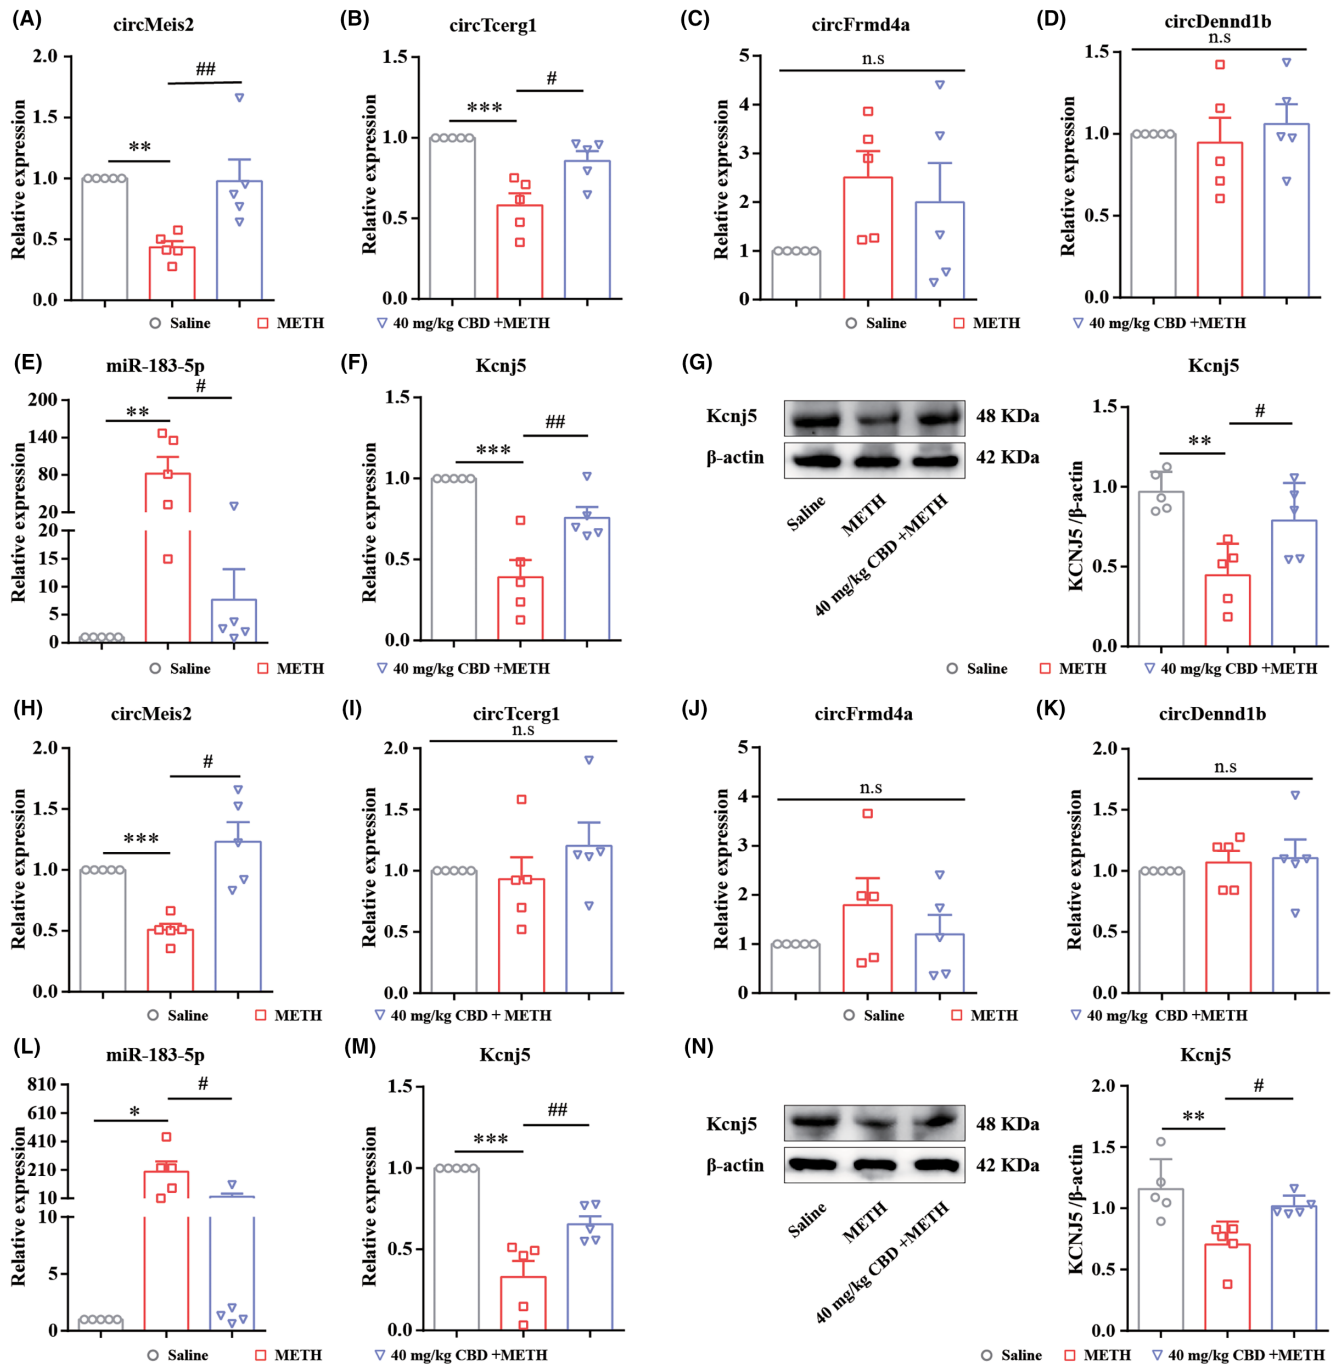 (A)
circMeis2
Relative expression
2.0
1.5
1.0
0.5
0.0
**
##
(B)
circTcerg1
Relative expression
1.5
1.0
0.5
0.0
***
#
(C)
circFrmd4a
Relative expression
5
4
3
2
1
0
n.s
(D)
circDennd1b
Relative expression
1.5
1.0
0.5
0.0
n.s
Saline
METH
40 mg/kg CBD +METH
40 mg/kg CBD +METH
Saline
METH
(E)
miR-183-5p
Relative expression
200
140
80
20
20
15
10
5
0
**
#
(F)
Kcnj5
Relative expression
1.5
1.0
0.5
0.0
***
##
(G)
Kcnj5
48 KDa
β-actin
42 KDa
Saline
METH
40 mg/kg CBD +METH
Kcnj5
KCNJ5 /β-actin
1.5
1.0
0.5
0.0
**
#
Saline
METH
40 mg/kg CBD +METH
Saline
METH
40 mg/kg CBD +METH
(H)
circMeis2
Relative expression
2.0
1.5
1.0
0.5
0.0
***
#
(I)
circTcerg1
Relative expression
2.0
1.5
1.0
0.5
0.0
n.s
(J)
circFrmd4a
Relative expression
5
4
3
2
1
0
n.s
(K)
circDennd1b
Relative expression
2.0
1.5
1.0
0.5
0.0
n.s
Saline
METH
40 mg/kg CBD + METH
Saline
METH
40 mg/kg CBD +METH
(L)
miR-183-5p
Relative expression
810
610
410
210
10
10
5
0
*
#
(M)
Kcnj5
Relative expression
1.5
1.0
0.5
0.0
***
##
(N)
Kcnj5
48 KDa
β-actin
42 KDa
Saline
METH
40 mg/kg CBD +METH
Kcnj5
KCNJ5 /β-actin
2.0
1.5
1.0
0.5
0.0
**
#
Saline
METH
40 mg/kg CBD +METH
Saline
METH
40 mg/kg CBD +METH